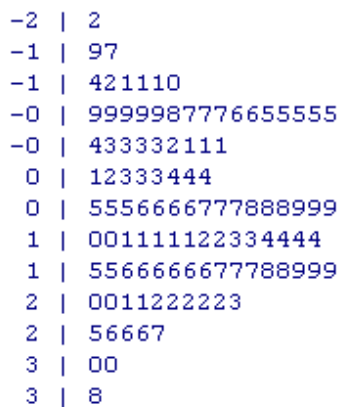 -2 | 2
-1 | 97
-1 | 421110
-0 | 9999987776655555
-0 | 433332111
0 | 12333444
0 | 5556666777888999
1 | 001111122334444
1 | 5566666677788999
2 | 0011222223
2 | 56667
3 | 00
3 | 8